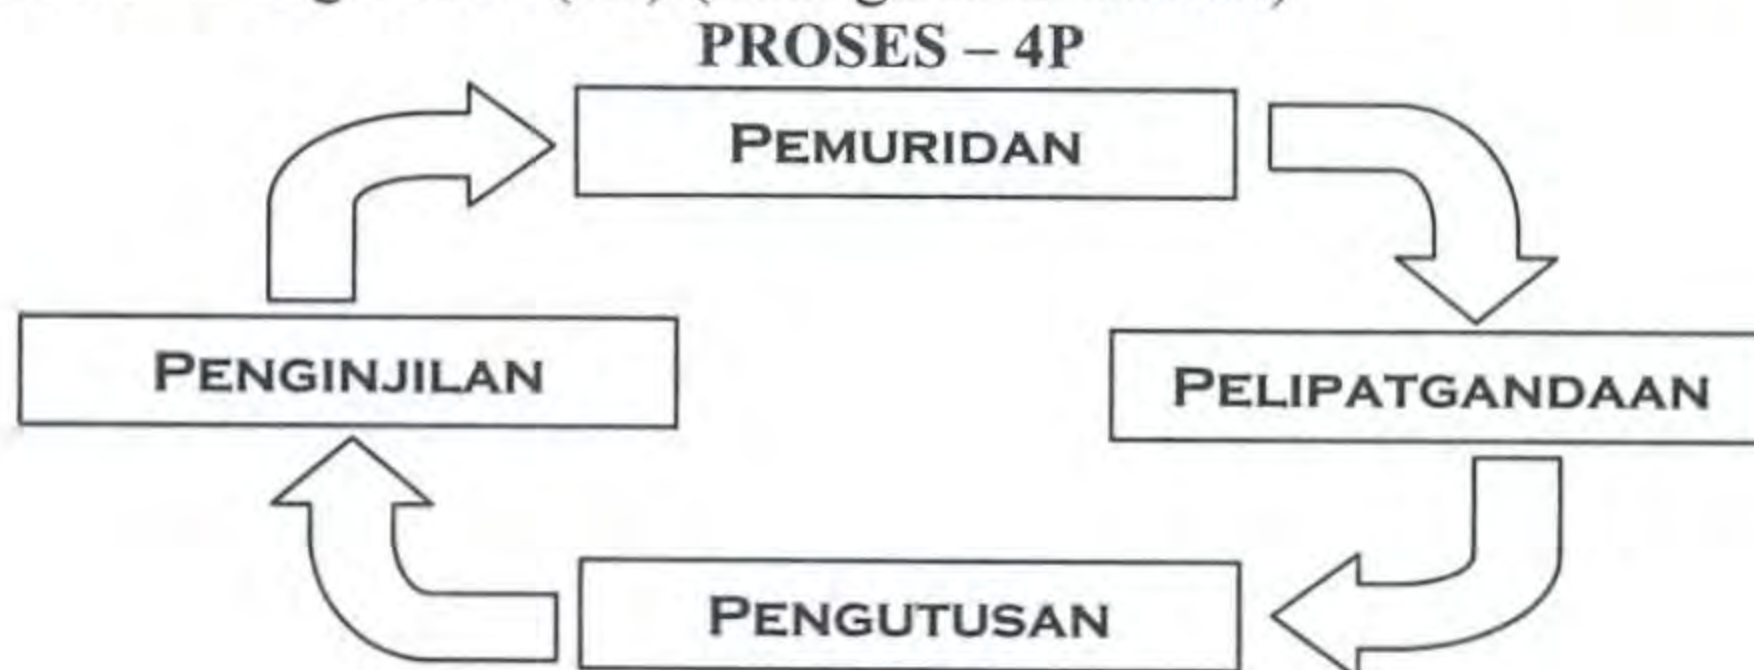 PROSES – 4P
PEMURIDAN
PENGINJILAN
PELIPATGANDAAN
PENGUTUSAN